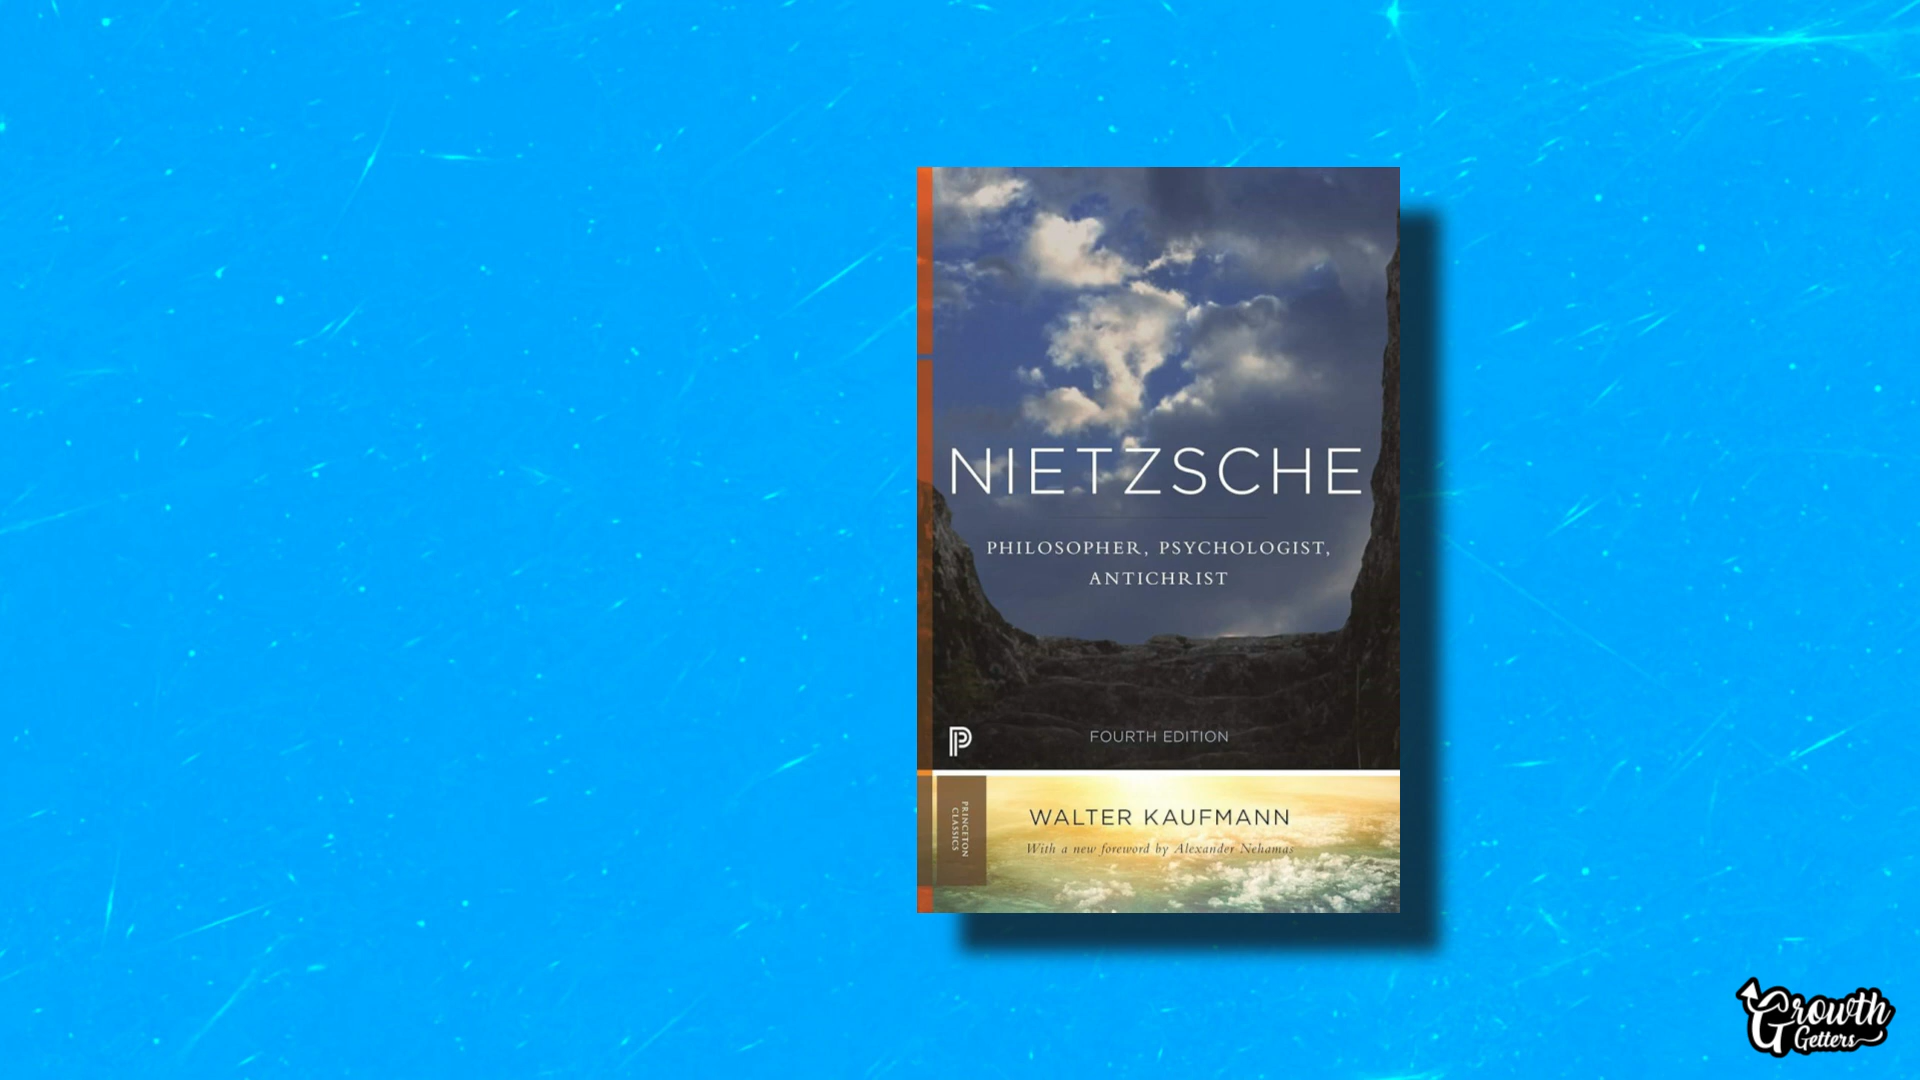 NIETZSCHE
PHILOSOPHER, PSYCHOLOGIST,
ANTICHRIST
FOURTH EDITION
PRINCETON
CLASSICS
WALTER KAUFMANN
With a new foreword by Alexander Nehamas
Growth
Getters